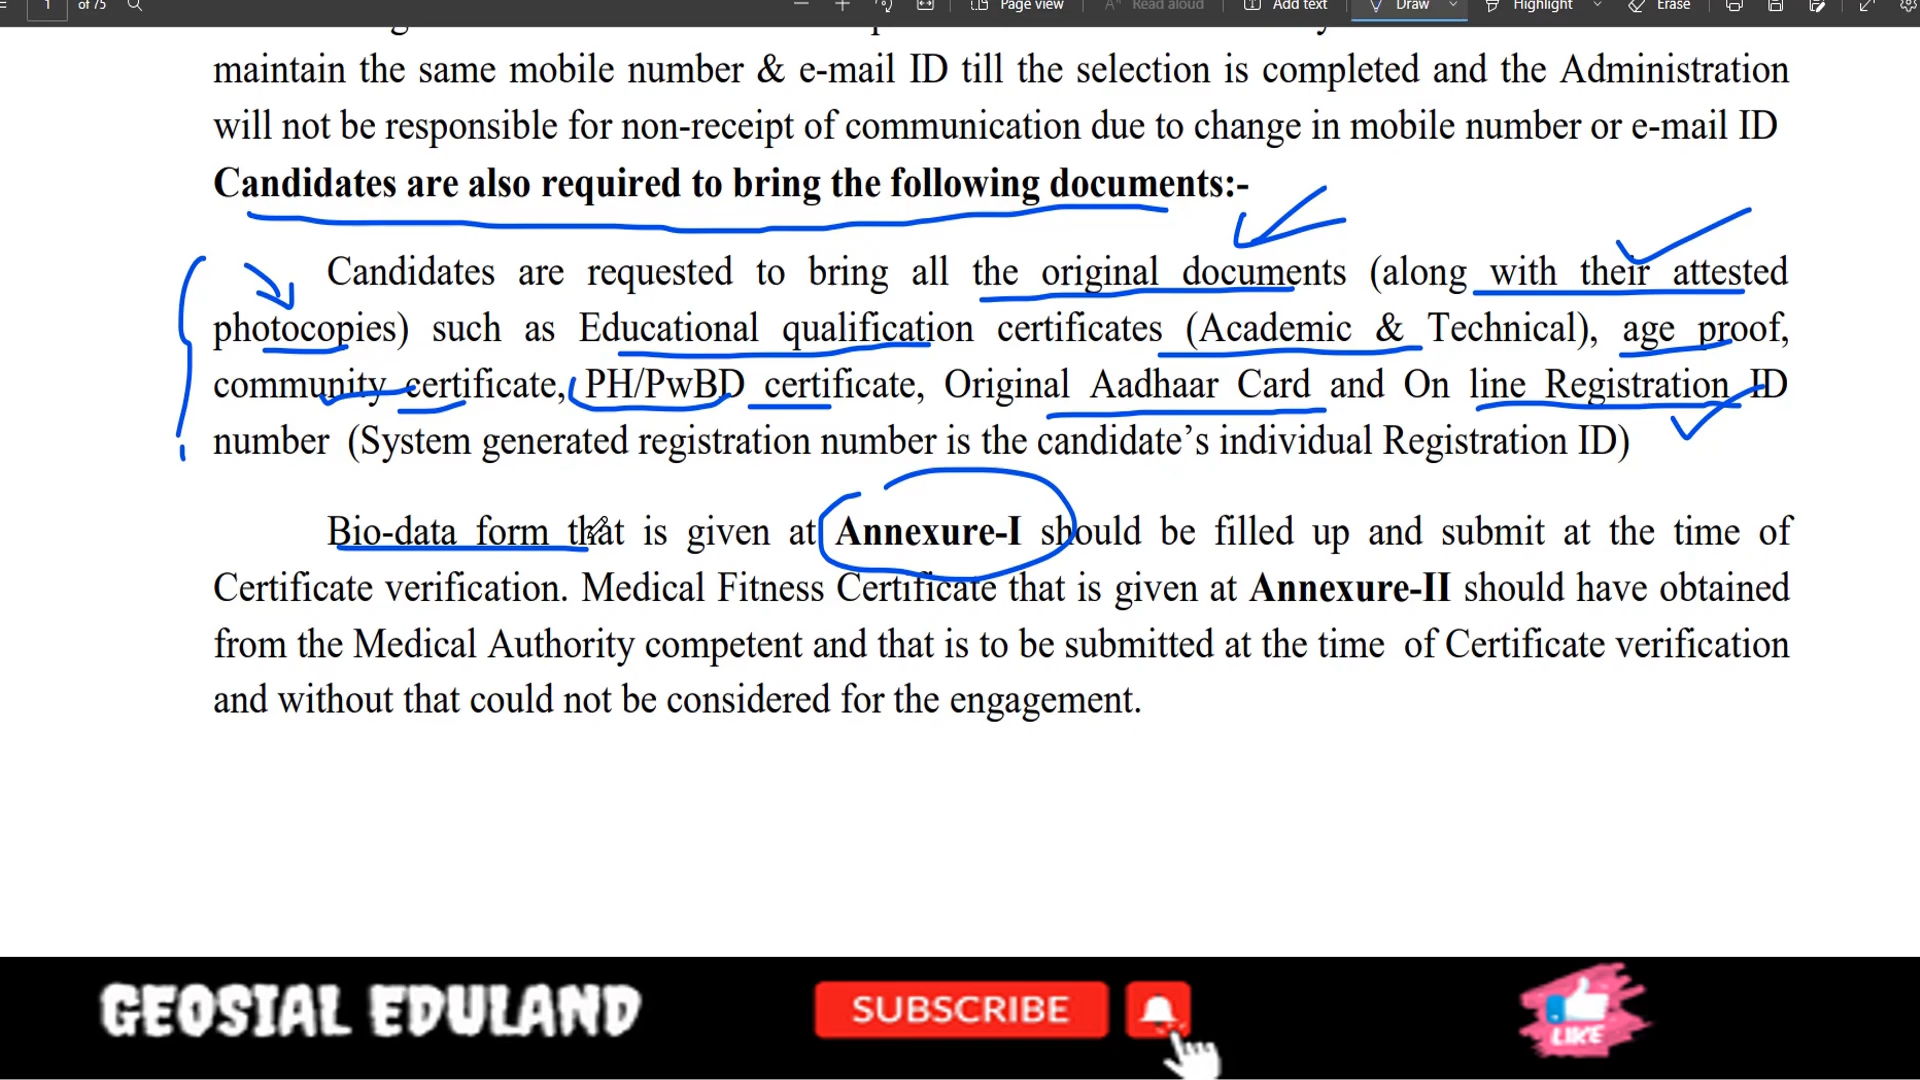 1 of 75 Page view Read aloud Add text Draw Highlight Erase
maintain the same mobile number & e-mail ID till the selection is completed and the Administration
will not be responsible for non-receipt of communication due to change in mobile number or e-mail ID
Candidates are also required to bring the following documents:-
Candidates are requested to bring all the original documents (along with their attested
photocopies) such as Educational qualification certificates (Academic & Technical), age proof,
community certificate, PH/PwBD certificate, Original Aadhaar Card and On line Registration ID
number (System generated registration number is the candidate’s individual Registration ID)
Bio-data form that is given at Annexure-I should be filled up and submit at the time of
Certificate verification. Medical Fitness Certificate that is given at Annexure-II should have obtained
from the Medical Authority competent and that is to be submitted at the time of Certificate verification
and without that could not be considered for the engagement.
GEOSIAL EDULAND SUBSCRIBE LIKE